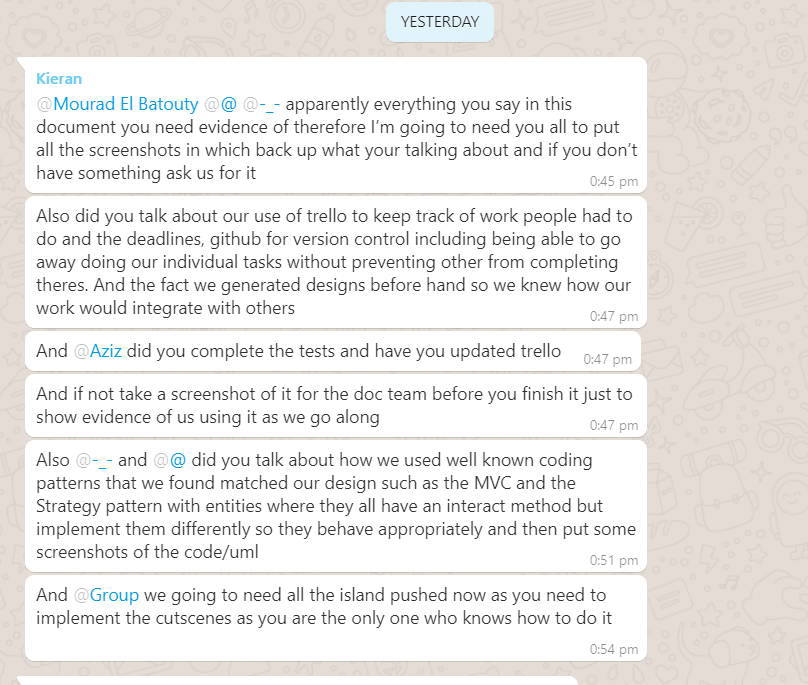 YESTERDAY
Kieran
@Mourad El Batouty @@ @-_- apparently everything you say in this
document you need evidence of therefore I'm going to need you all to put
all the screenshots in which back up what your talking about and if you don't
have something ask us for it
0:45 pm
Also did you talk about our use of trello to keep track of work people had to
do and the deadlines, github for version control including being able to go
away doing our individual tasks without preventing other from completing
theres. And the fact we generated designs before hand so we knew how our
work would integrate with others
0:47 pm
And @Aziz did you complete the tests and have you updated trello
0:47 pm
And if not take a screenshot of it for the doc team before you finish it just to
show evidence of us using it as we go along
0:47 pm
Also @-_- and @@ did you talk about how we used well known coding
patterns that we found matched our design such as the MVC and the
Strategy pattern with entities where they all have an interact method but
implement them differently so they behave appropriately and then put some
screenshots of the code/uml
0:51 pm
And @Group we going to need all the island pushed now as you need to
implement the cutscenes as you are the only one who knows how to do it
0:54 pm